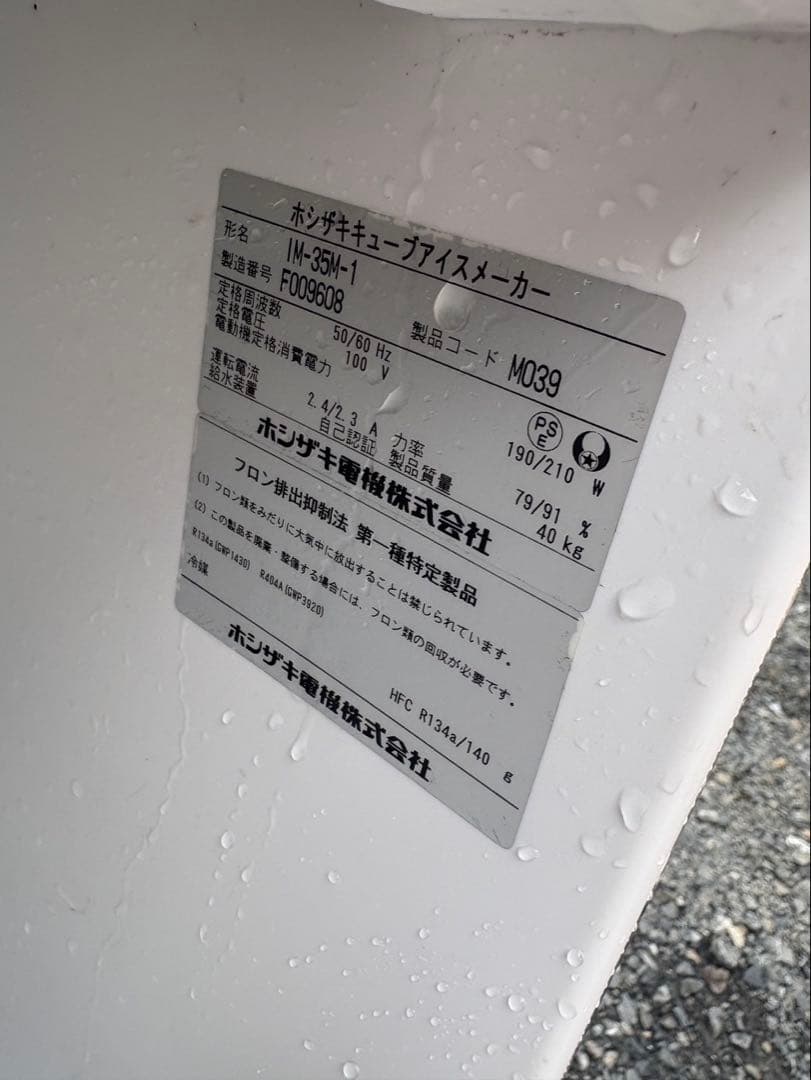 ホシザキキューブアイスメーカー
形名 IM-35M-1
製造番号 F009608 製品コード M039
定格周波数 50/60 Hz
定格電圧 100 V
PS
E
電動機定格消費電力 190/210 W
運転電流 2.4/2.3 A 力率 79/91 %
給水装置 自己認証 製品質量 40 kg
ホシザキ電機株式会社
フロン排出抑制法 第一種特定製品
(1) フロン類をみだりに大気中に放出することは禁じられています。
(2) この製品を廃棄・整備する場合には、フロン類の回収が必要です。
R134a(GWP1430) R404A(GWP3920)
冷媒 HFC R134a/140 g
ホシザキ電機株式会社